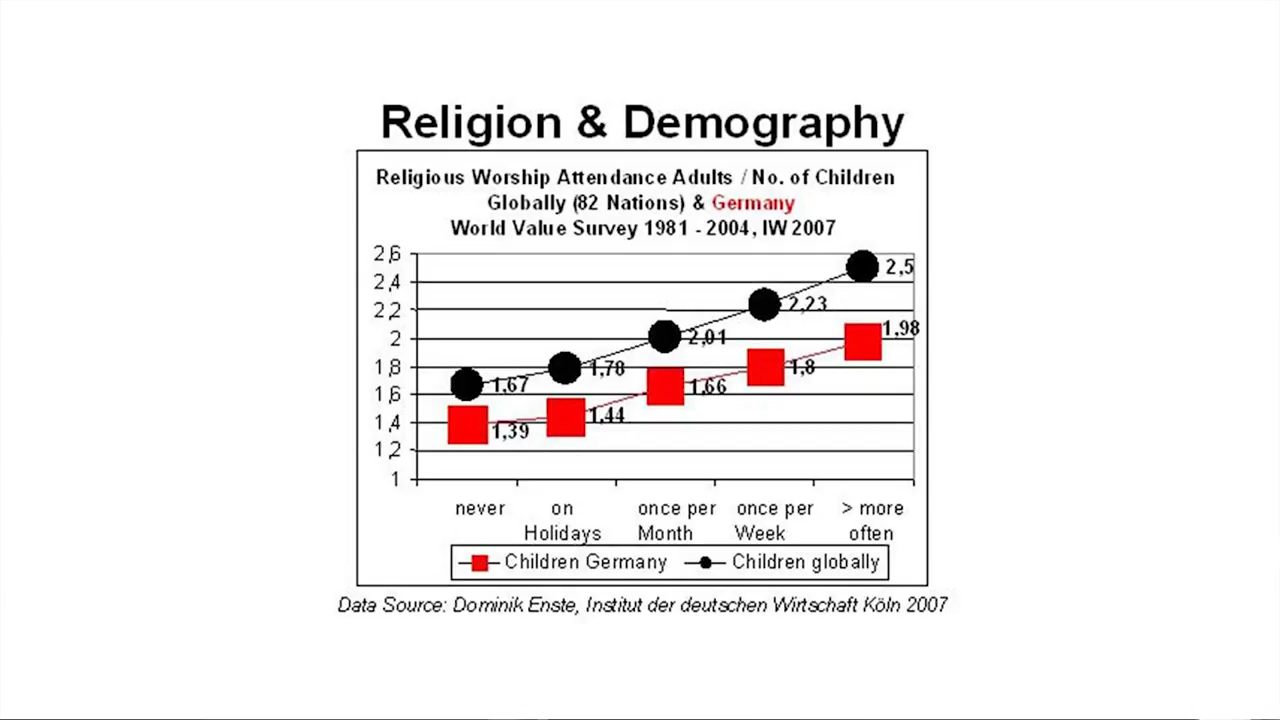 Religion & Demography
Religious Worship Attendance Adults / No. of Children
Globally (82 Nations) & Germany
World Value Survey 1981 - 2004, IW 2007
2,6
2,4
2,2
2
1,8
1,6
1,4
1,2
1
2,5
2,23
2,01
1,78
1,67
1,98
1,8
1,66
1,44
1,39
never on once per once per > more
Holidays Month Week often
Children Germany Children globally
Data Source: Dominik Enste, Institut der deutschen Wirtschaft Köln 2007